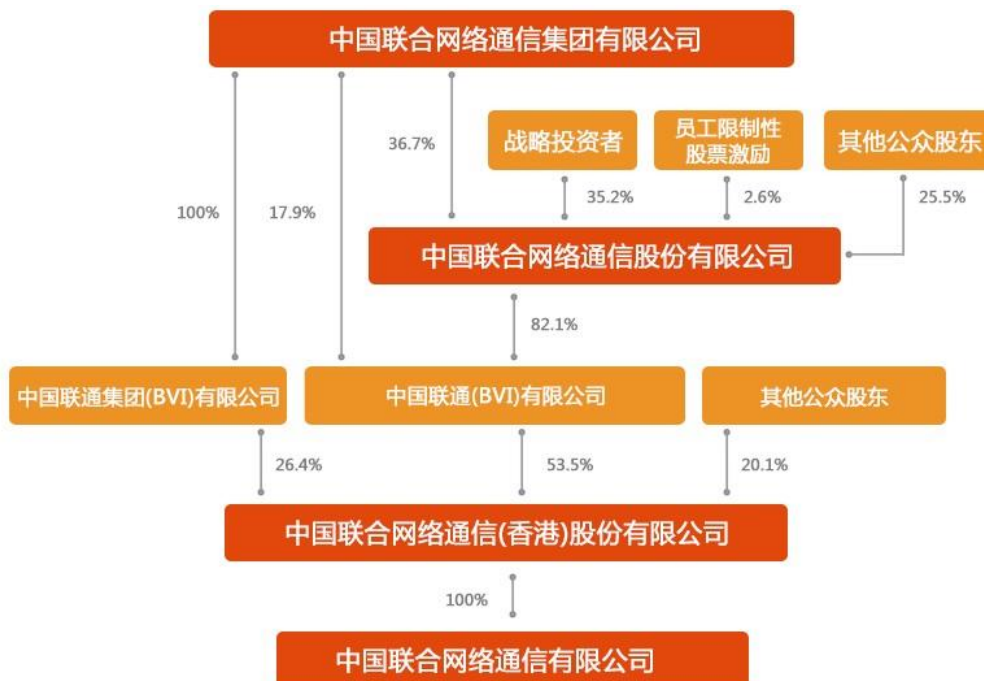 中国联合网络通信集团有限公司
36.7%
战略投资者
员工限制性
股票激励
其他公众股东
100%
17.9%
35.2%
2.6%
25.5%
中国联合网络通信股份有限公司
82.1%
中国联通集团(BVI)有限公司
中国联通(BVI)有限公司
其他公众股东
26.4%
53.5%
20.1%
中国联合网络通信(香港)股份有限公司
100%
中国联合网络通信有限公司